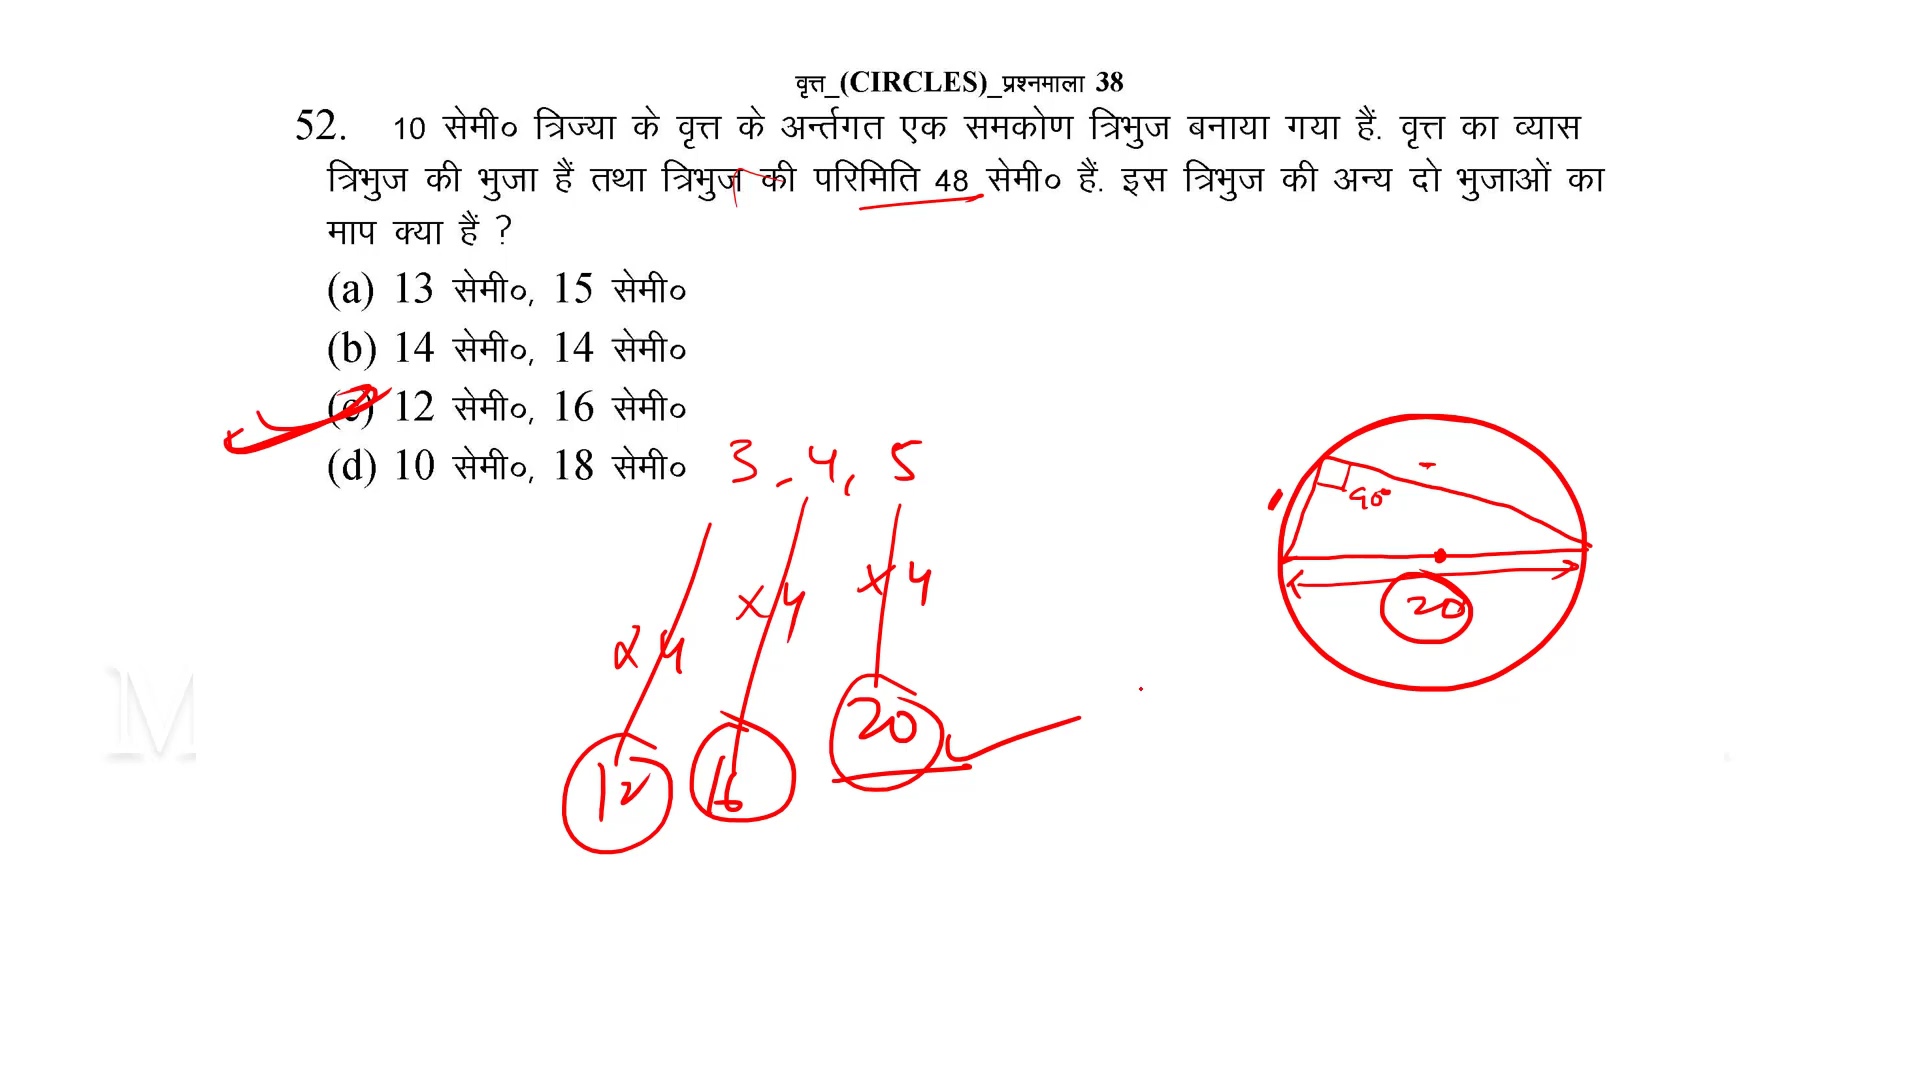 वृत्त_(CIRCLES)_प्रश्नमाला 38
52. 10 सेमी० त्रिज्या के वृत्त के अर्न्तगत एक समकोण त्रिभुज बनाया गया हैं. वृत्त का व्यास
त्रिभुज की भुजा हैं तथा त्रिभुज की परिमिति 48 सेमी० हैं. इस त्रिभुज की अन्य दो भुजाओं का
माप क्या हैं ?
(a) 13 सेमी०, 15 सेमी०
(b) 14 सेमी०, 14 सेमी०
(c) 12 सेमी०, 16 सेमी०
(d) 10 सेमी०, 18 सेमी०
3, 4, 5
90°
×4 ×4 ×4
20
12 16 20
M